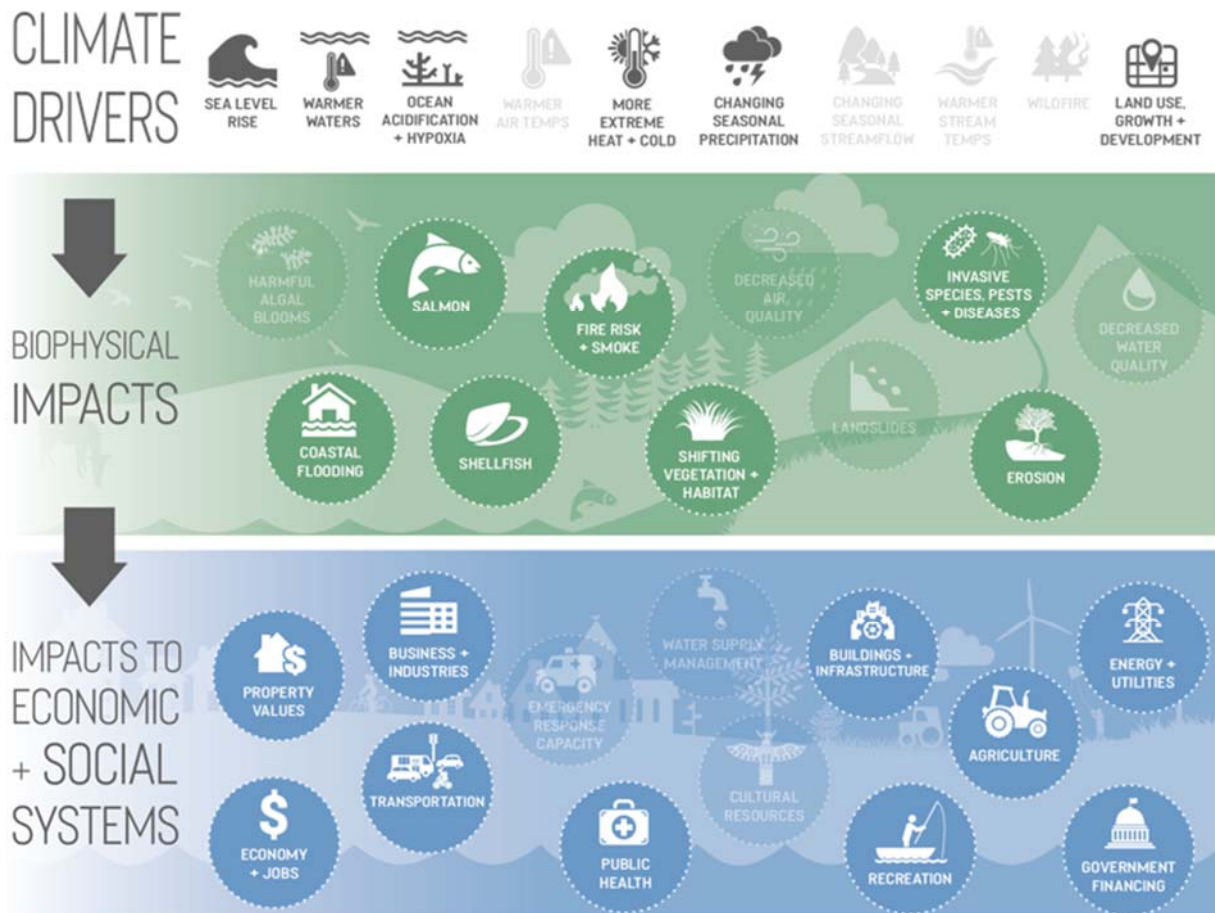 CLIMATE
DRIVERS
SEA LEVEL
RISE
WARMER
WATERS
OCEAN
ACIDIFICATION
+ HYPOXIA
WARMER
AIR TEMPS
MORE
EXTREME
HEAT + COLD
CHANGING
SEASONAL
PRECIPITATION
CHANGING
SEASONAL
STREAMFLOW
WARMER
STREAM
TEMPS
WILDFIRE
LAND USE,
GROWTH +
DEVELOPMENT
BIOPHYSICAL
IMPACTS
HARMFUL
ALGAL
BLOOMS
SALMON
FIRE RISK
+ SMOKE
DECREASED
AIR
QUALITY
INVASIVE
SPECIES, PESTS
+ DISEASES
DECREASED
WATER
QUALITY
COASTAL
FLOODING
SHELLFISH
SHIFTING
VEGETATION +
HABITAT
LANDSLIDES
EROSION
IMPACTS TO
ECONOMIC
+ SOCIAL
SYSTEMS
PROPERTY
VALUES
BUSINESS +
INDUSTRIES
EMERGENCY
RESPONSE
CAPACITY
WATER SUPPLY
MANAGEMENT
BUILDINGS +
INFRASTRUCTURE
AGRICULTURE
ENERGY +
UTILITIES
ECONOMY
+ JOBS
TRANSPORTATION
PUBLIC
HEALTH
CULTURAL
RESOURCES
RECREATION
GOVERNMENT
FINANCING